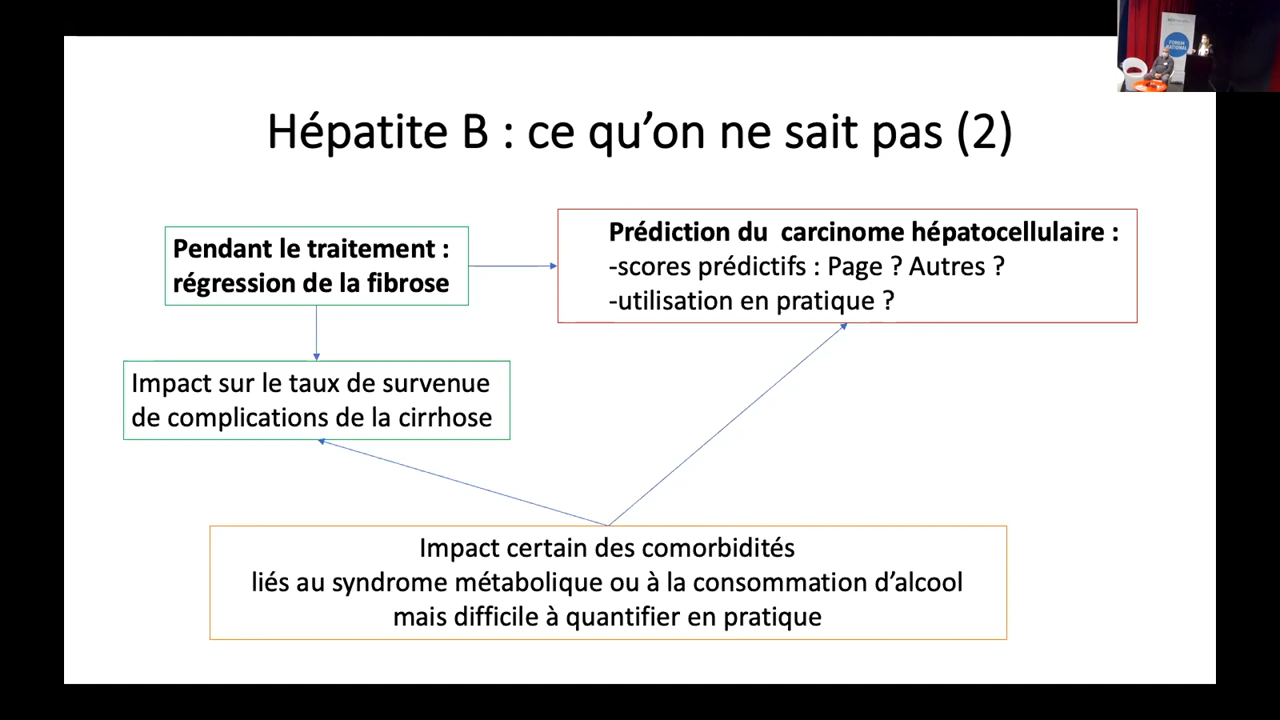 Hépatite B : ce qu’on ne sait pas (2)
Pendant le traitement :
régression de la fibrose
Prédiction du  carcinome hépatocellulaire :
-scores prédictifs : Page ? Autres ?
-utilisation en pratique ?
Impact sur le taux de survenue
de complications de la cirrhose
Impact certain des comorbidités
liés au syndrome métabolique ou à la consommation d’alcool
mais difficile à quantifier en pratique
FORUM
NATIONAL